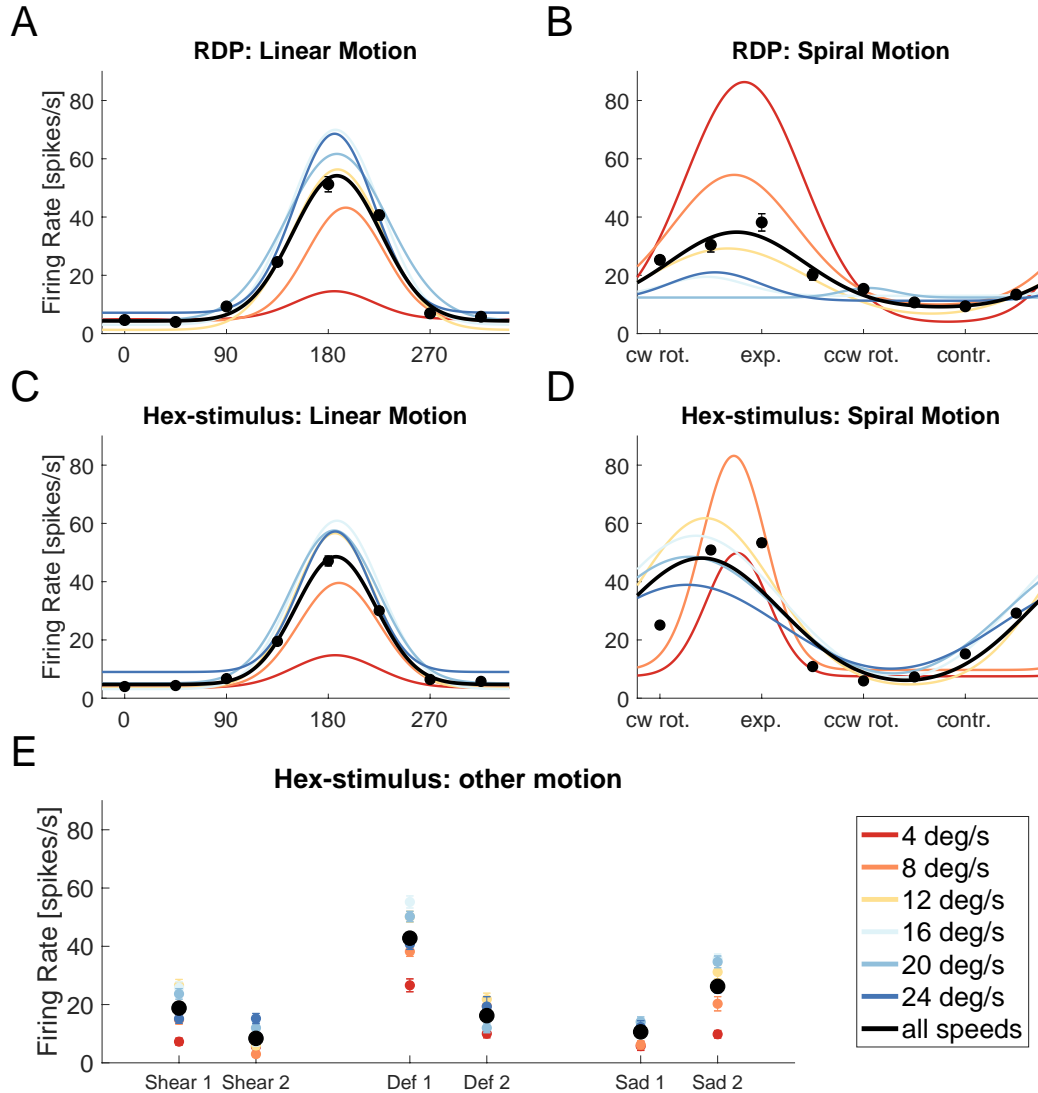 A
RDP: Linear Motion
Firing Rate [spikes/s]
80
60
40
20
0
0 90 180 270
B
RDP: Spiral Motion
80
60
40
20
0
cw rot. exp. ccw rot. contr.
C
Hex-stimulus: Linear Motion
Firing Rate [spikes/s]
80
60
40
20
0
0 90 180 270
D
Hex-stimulus: Spiral Motion
80
60
40
20
0
cw rot. exp. ccw rot. contr.
E
Hex-stimulus: other motion
Firing Rate [spikes/s]
80
60
40
20
0
Shear 1 Shear 2 Def 1 Def 2 Sad 1 Sad 2
4 deg/s
8 deg/s
12 deg/s
16 deg/s
20 deg/s
24 deg/s
all speeds